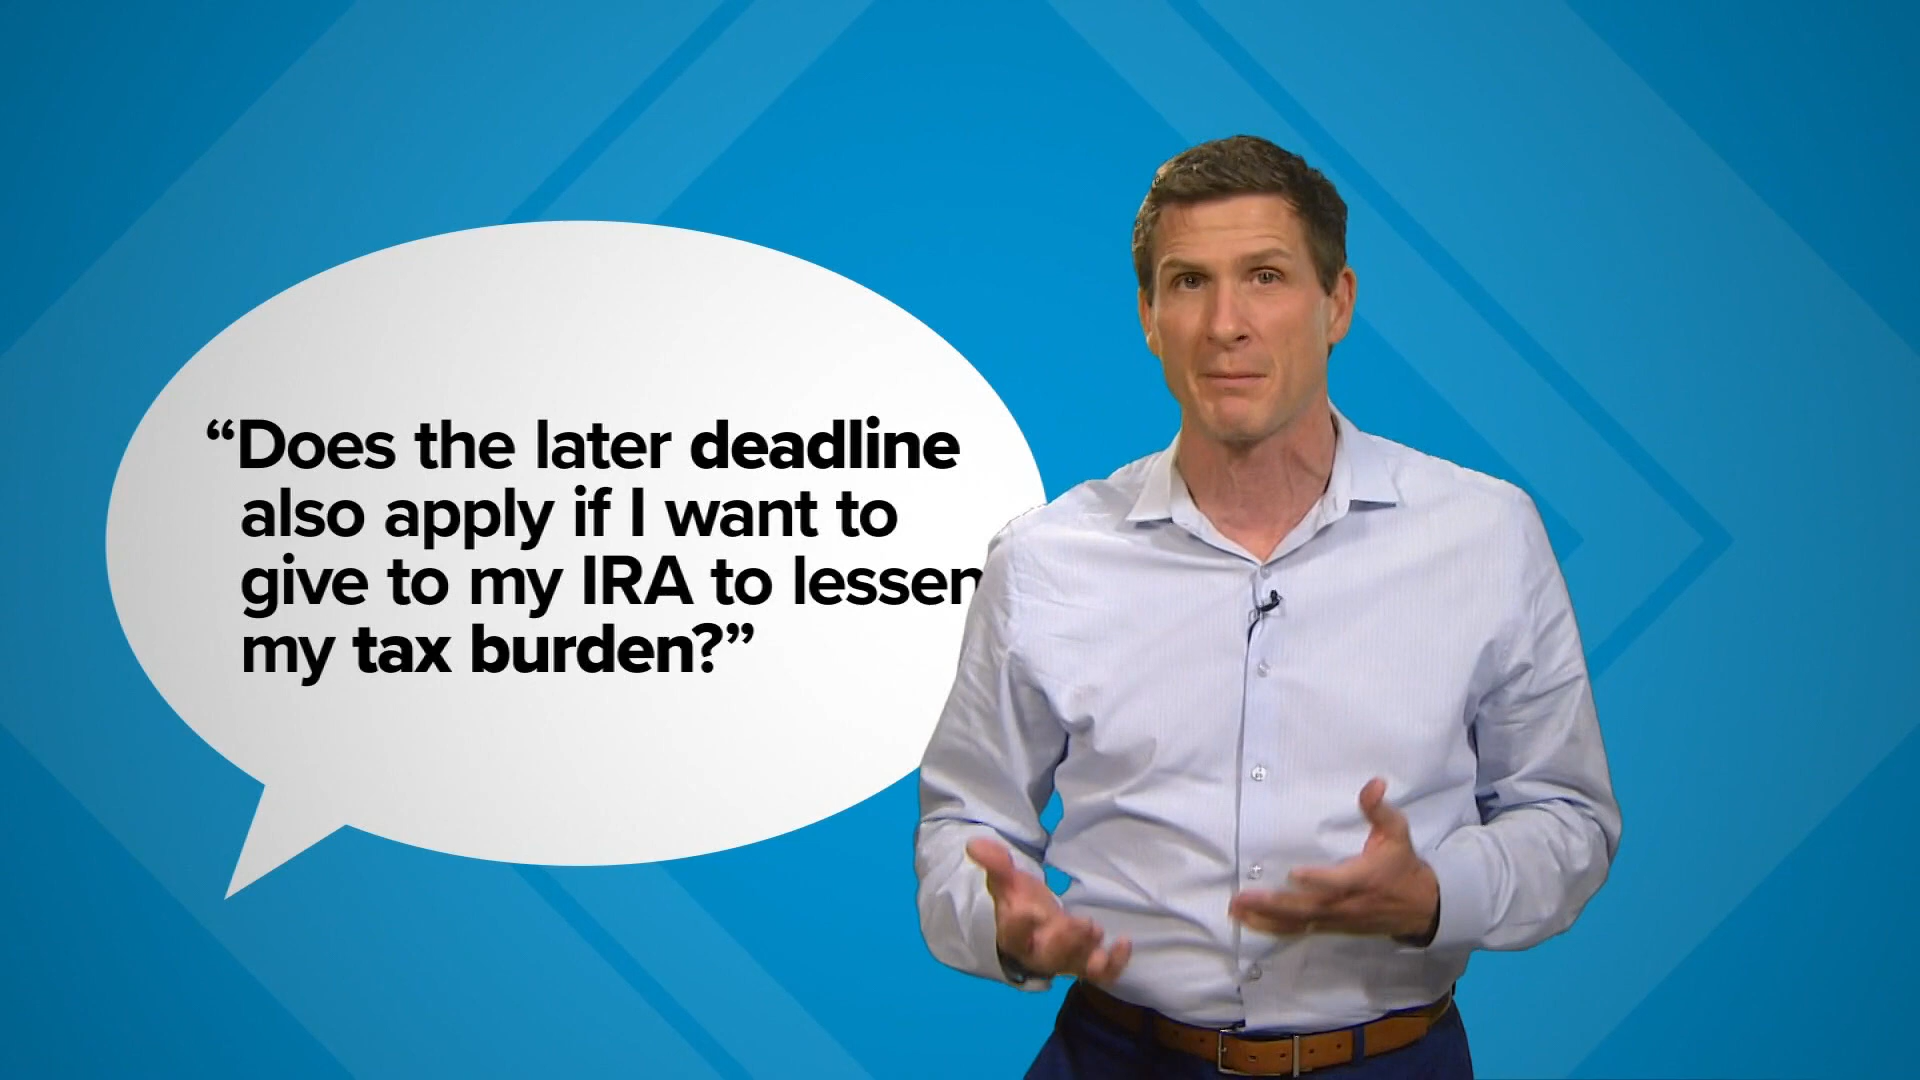 “Does the later deadline
also apply if I want to
give to my IRA to lessen
my tax burden?”